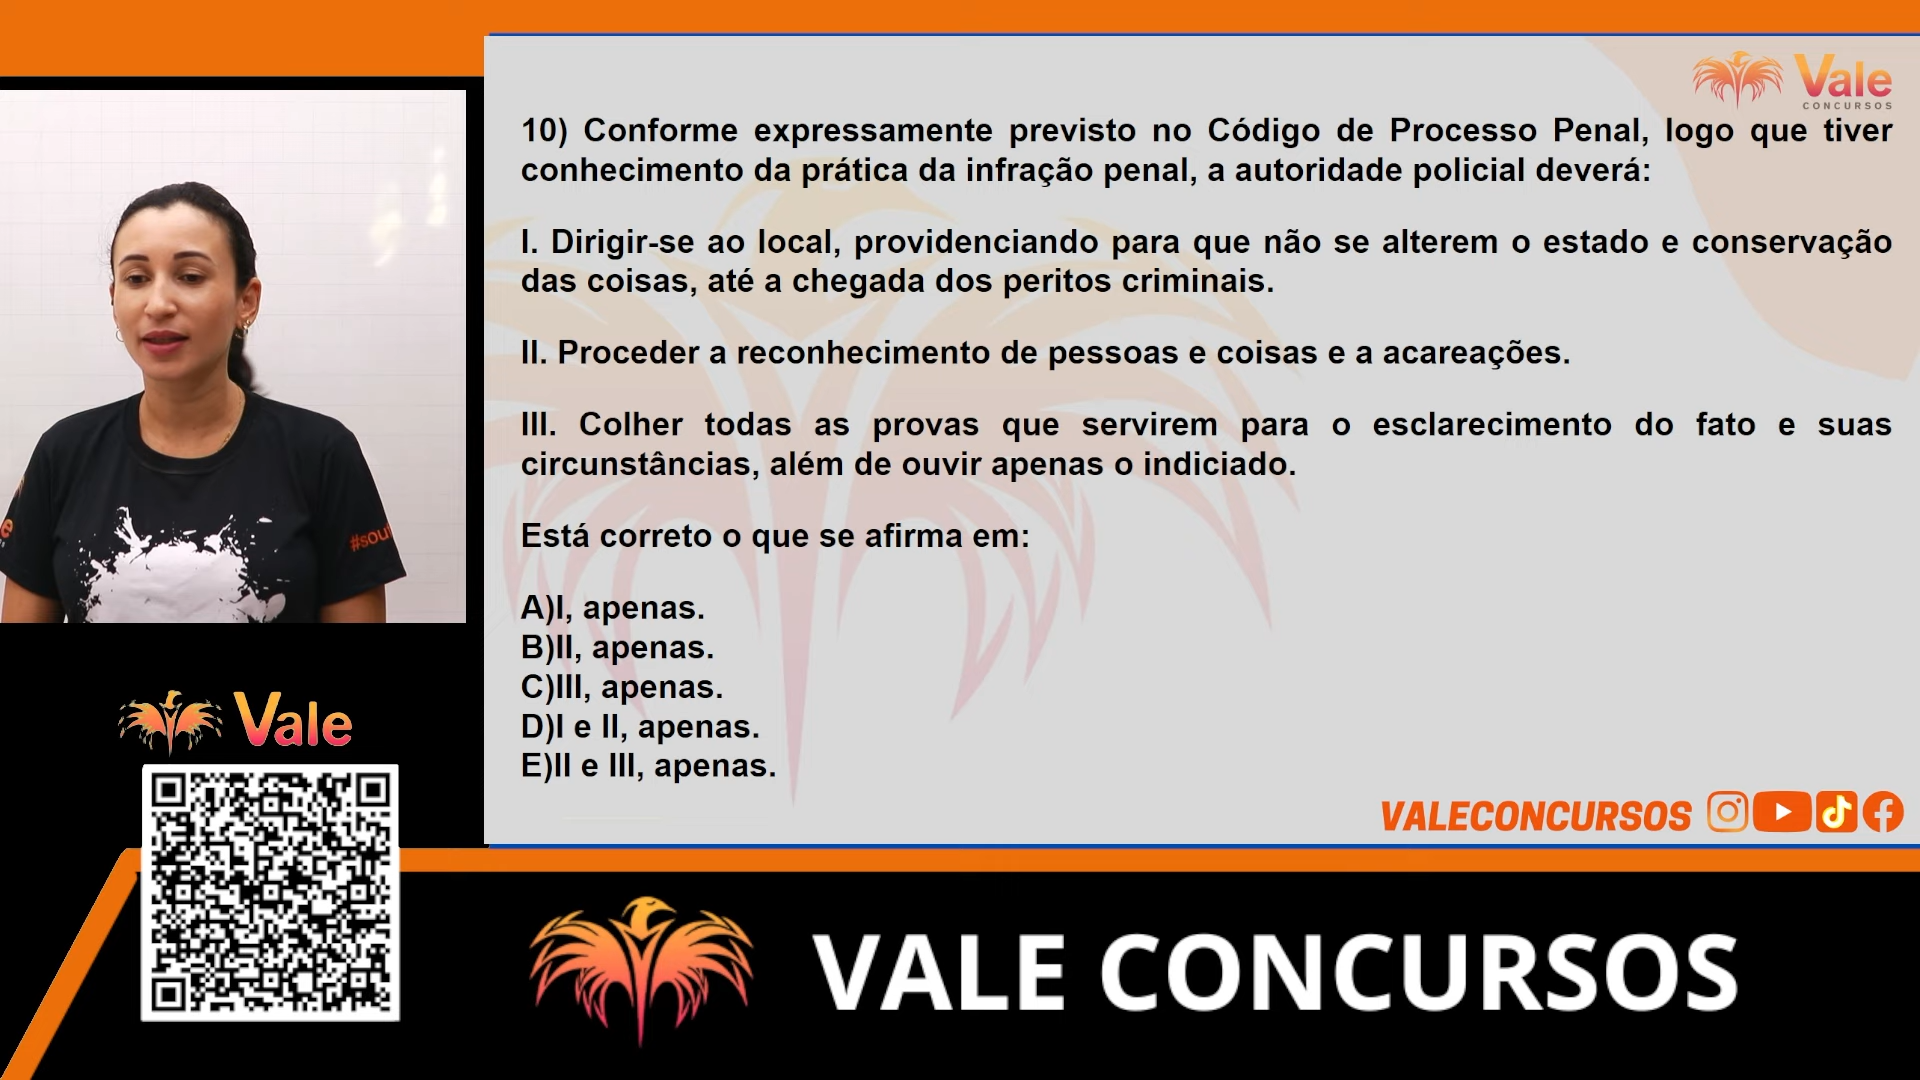 Vale
CONCURSOS
10) Conforme expressamente previsto no Código de Processo Penal, logo que tiver
conhecimento da prática da infração penal, a autoridade policial deverá:
I. Dirigir-se ao local, providenciando para que não se alterem o estado e conservação
das coisas, até a chegada dos peritos criminais.
II. Proceder a reconhecimento de pessoas e coisas e a acareações.
III. Colher todas as provas que servirem para o esclarecimento do fato e suas
circunstâncias, além de ouvir apenas o indiciado.
Está correto o que se afirma em:
A)I, apenas.
B)II, apenas.
C)III, apenas.
D)I e II, apenas.
E)II e III, apenas.
#sou
Vale
VALECONCURSOS
VALE CONCURSOS